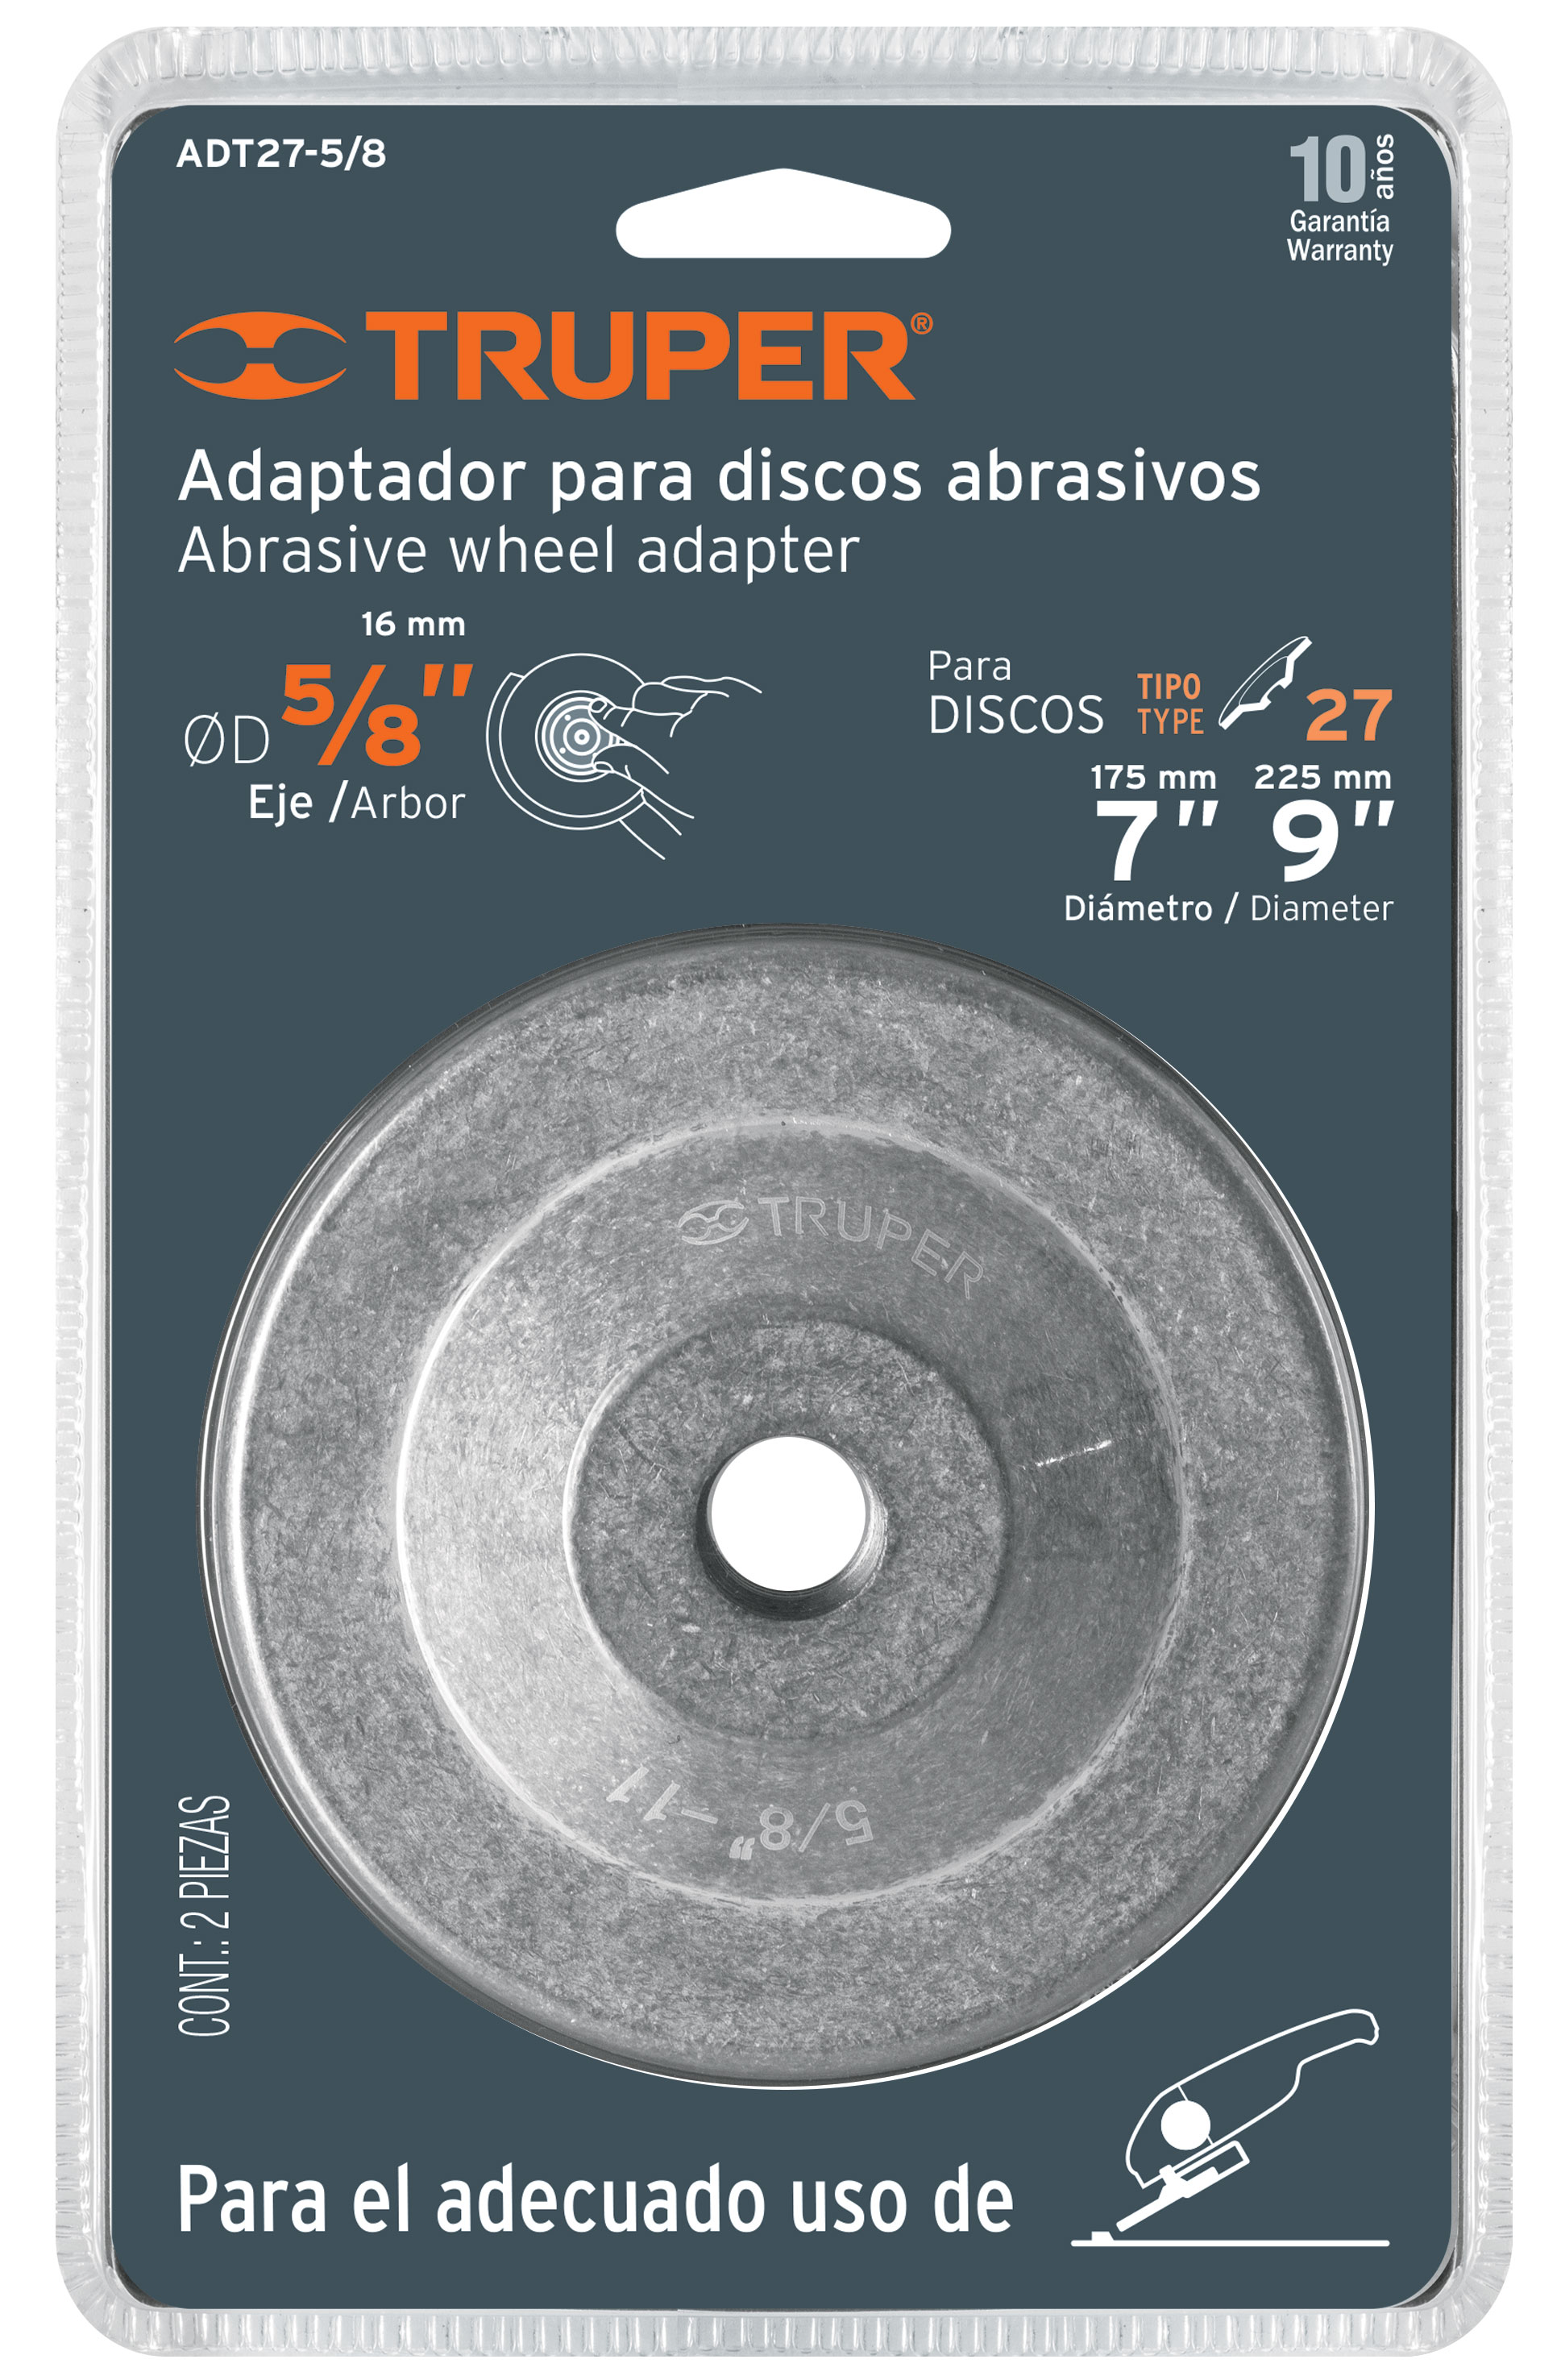 ADT27-5/8
10 años
Garantía
Warranty
TRUPER®
Adaptador para discos abrasivos
Abrasive wheel adapter
16 mm
ØD 5/8"
Eje /Arbor
Para
DISCOS
TIPO
TYPE
27
175 mm 225 mm
7" 9"
Diámetro / Diameter
TRUPER
5/8"-11
CONT.: 2 PIEZAS
Para el adecuado uso de